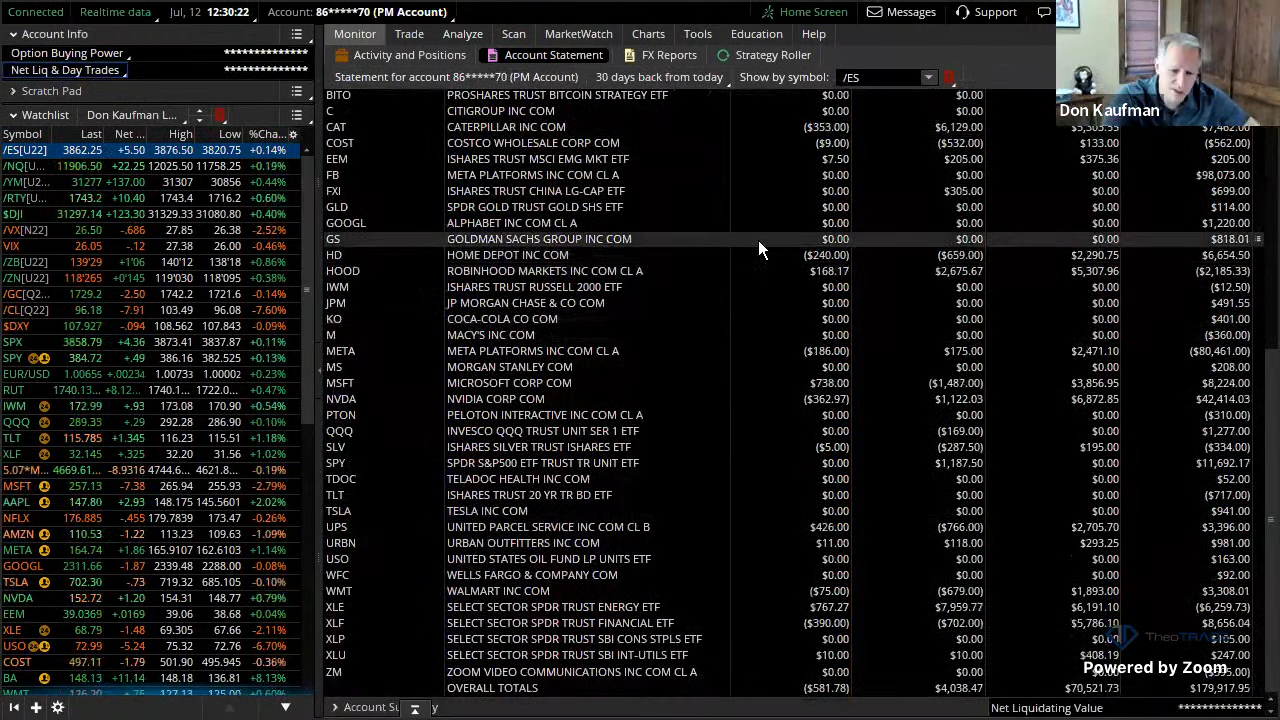 Connected Realtime data Jul, 12 12:30:22 Account: 86*****70 (PM Account) Home Screen Messages Support
Account Info
Option Buying Power **************
Net Liq & Day Trades **************
Scratch Pad
Watchlist Don Kaufman L...
Symbol Last Net ... High Low %Cha...
/ES[U22] 3862.25 +5.50 3876.50 3820.75 +0.14%
/NQ[U... 11906.50 +22.25 12025.50 11758.25 +0.19%
/YM[U2... 31277 +137.00 31307 30856 +0.44%
/RTY[U... 1743.2 +10.40 1743.4 1716.2 +0.60%
$DJI 31297.14 +123.30 31329.33 31080.80 +0.40%
/VX[N22] 26.50 -.686 27.85 26.38 -2.52%
VIX 26.05 -.12 27.38 26.00 -0.46%
/ZB[U2... 139'29 +1'06 140'12 138'18 +0.86%
/ZN[U2... 118'265 +0'145 119'030 118'145 +0.38%
/GC[Q2... 1729.2 -2.50 1742.2 1721.6 -0.14%
/CL[Q22] 96.18 -7.91 103.49 96.08 -7.60%
$DXY 107.927 -.094 108.562 107.843 -0.09%
SPX 3858.79 +4.36 3873.41 3837.87 +0.11%
SPY 384.72 +.49 386.16 382.525 +0.13%
EUR/USD 1.00655 +.00234 1.00733 1.00002 +0.23%
RUT 1740.13... +8.12... 1740.1... 1722.0... +0.47%
IWM 172.99 +.93 173.08 170.90 +0.54%
QQQ 289.33 +.29 292.28 286.90 +0.10%
TLT 115.785 +1.345 116.23 115.51 +1.18%
XLF 32.145 +.325 32.20 31.56 +1.02%
5.07*M... 4669.61... -8.9316 4744.6... 4621.8... -0.19%
MSFT 257.13 -7.38 265.94 255.93 -2.79%
AAPL 147.80 +2.93 148.175 145.5601 +2.02%
NFLX 176.885 -.455 179.7839 173.47 -0.26%
AMZN 110.53 -1.22 113.23 109.63 -1.09%
META 164.74 +1.86 165.9107 162.6103 +1.14%
GOOGL 2311.66 -1.87 2339.48 2288.00 -0.08%
TSLA 702.30 -.73 719.32 685.105 -0.10%
NVDA 152.72 +1.20 154.31 148.77 +0.79%
EEM 39.0369 +.0169 39.06 38.68 +0.04%
XLE 68.79 -1.48 69.305 67.66 -2.11%
USO 72.99 -5.24 75.32 72.76 -6.70%
COST 497.11 -1.79 501.90 495.945 -0.36%
BA 148.13 +11.14 148.18 136.81 +8.13%
WMT 126.20 +.75 127.13 125.00 +0.60%
Monitor Trade Analyze Scan MarketWatch Charts Tools Education Help
Activity and Positions Account Statement FX Reports Strategy Roller
Statement for account 86*****70 (PM Account) 30 days back from today Show by symbol: /ES
BITO PROSHARES TRUST BITCOIN STRATEGY ETF $0.00 $0.00
C CITIGROUP INC COM $0.00 $0.00
CAT CATERPILLAR INC COM ($353.00) $6,129.00
COST COSTCO WHOLESALE CORP COM ($9.00) ($532.00) $133.00 ($562.00)
EEM ISHARES TRUST MSCI EMG MKT ETF $7.50 $205.00 $375.36 $205.00
FB META PLATFORMS INC COM CL A $0.00 $0.00 $0.00 $98,073.00
FXI ISHARES TRUST CHINA LG-CAP ETF $0.00 $305.00 $0.00 $699.00
GLD SPDR GOLD TRUST GOLD SHS ETF $0.00 $0.00 $0.00 $114.00
GOOGL ALPHABET INC COM CL A $0.00 $0.00 $0.00 $1,220.00
GS GOLDMAN SACHS GROUP INC COM $0.00 $0.00 $0.00 $818.01
HD HOME DEPOT INC COM ($240.00) ($659.00) $2,290.75 $6,654.50
HOOD ROBINHOOD MARKETS INC COM CL A $161.17 $2,675.67 $5,307.96 ($2,185.33)
IWM ISHARES TRUST RUSSELL 2000 ETF $0.00 $0.00 $0.00 ($12.50)
JPM JP MORGAN CHASE & CO COM $0.00 $0.00 $0.00 $491.55
KO COCA-COLA CO COM $0.00 $0.00 $0.00 $401.00
M MACY'S INC COM $0.00 $0.00 $0.00 ($360.00)
META META PLATFORMS INC COM CL A ($186.00) $175.00 $2,471.10 ($80,461.00)
MS MORGAN STANLEY COM $0.00 $0.00 $0.00 $208.00
MSFT MICROSOFT CORP COM $738.00 ($1,487.00) $3,856.95 $8,224.00
NVDA NVIDIA CORP COM ($362.97) $1,122.03 $6,872.85 $42,414.03
PTON PELOTON INTERACTIVE INC COM CL A $0.00 $0.00 $0.00 ($310.00)
QQQ INVESCO QQQ TRUST UNIT SER 1 ETF $0.00 ($169.00) $0.00 $1,277.00
SLV ISHARES SILVER TRUST ISHARES ETF ($5.00) ($287.50) $195.00 ($334.00)
SPY SPDR S&P500 ETF TRUST TR UNIT ETF $0.00 $1,187.50 $0.00 $11,692.17
TDOC TELADOC HEALTH INC COM $0.00 $0.00 $0.00 $52.00
TLT ISHARES TRUST 20 YR TR BD ETF $0.00 $0.00 $0.00 ($717.00)
TSLA TESLA INC COM $0.00 $0.00 $0.00 $941.00
UPS UNITED PARCEL SERVICE INC COM CL B $426.00 ($766.00) $2,705.70 $3,396.00
URBN URBAN OUTFITTERS INC COM $11.00 $118.00 $293.25 $981.00
USO UNITED STATES OIL FUND LP UNITS ETF $0.00 $0.00 $0.00 $163.00
WFC WELLS FARGO & COMPANY COM $0.00 $0.00 $0.00 $92.00
WMT WALMART INC COM ($75.00) ($679.00) $1,893.00 $3,308.01
XLE SELECT SECTOR SPDR TRUST ENERGY ETF $767.27 $7,959.77 $6,191.10 ($6,259.73)
XLF SELECT SECTOR SPDR TRUST FINANCIAL ETF ($390.00) ($702.00) $5,786.10 $8,656.04
XLP SELECT SECTOR SPDR TRUST SBI CONS STPLS ETF $0.00 $0.00
XLU SELECT SECTOR SPDR TRUST SBI INT-UTILS ETF $10.00 $10.00 $408.19 $247.00
ZM ZOOM VIDEO COMMUNICATIONS INC COM CL A $0.00 $0.00
OVERALL TOTALS ($581.78) $4,038.47 $70,521.73 $179,917.95
Account Su y Net Liquidating Value **************
Don Kaufman
TheoTRADE
Powered by Zoom